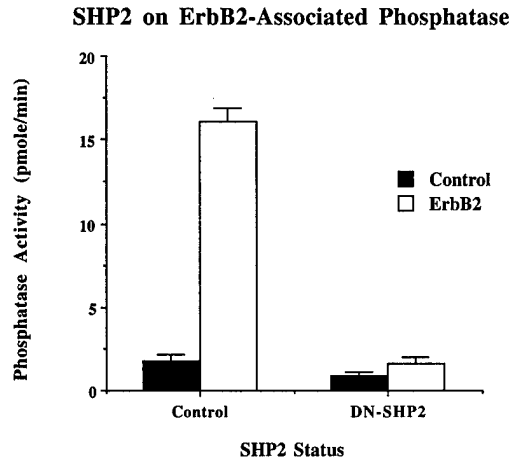 SHP2 on ErbB2-Associated Phosphatase
Phosphatase Activity (pmole/min)
20
15
10
5
0
Control
ErbB2
Control
DN-SHP2
SHP2 Status